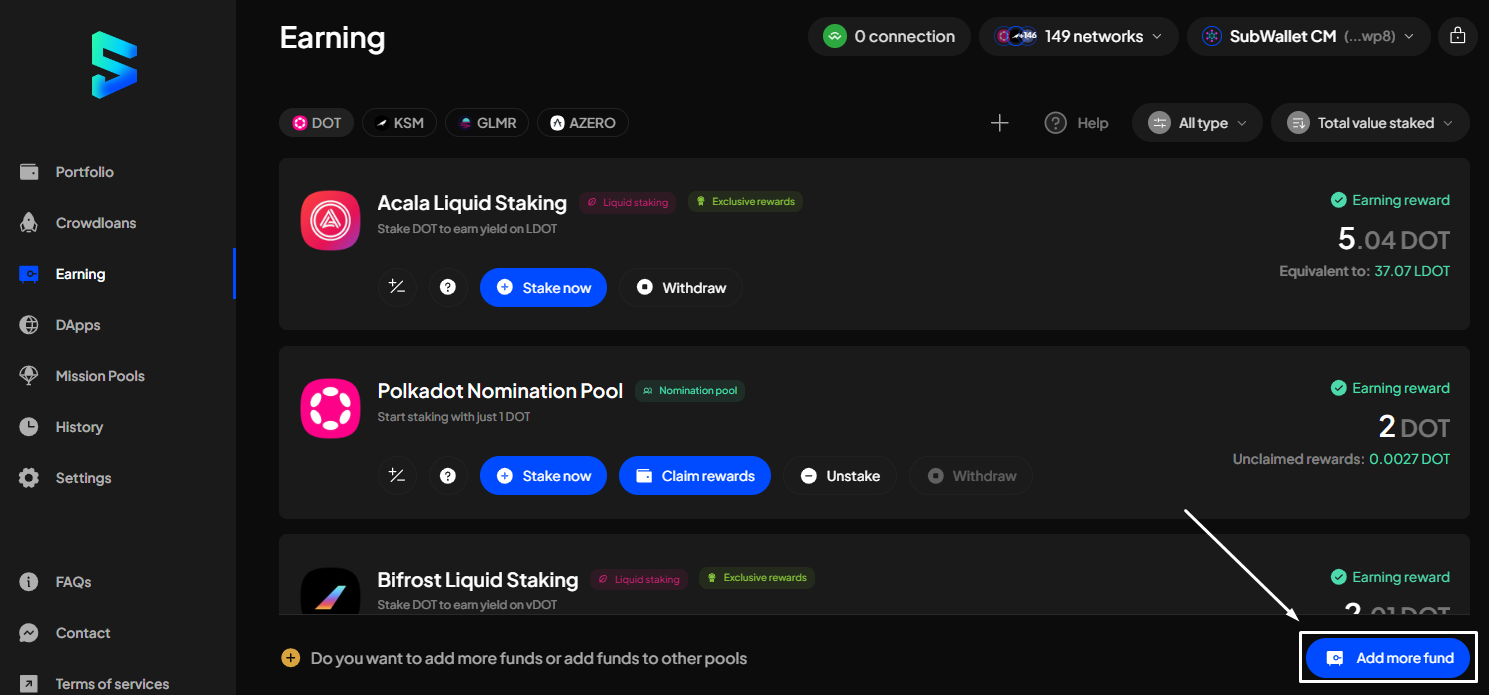 Earning
0 connection
+146
149 networks
SubWallet CM (...wp8)
DOT
KSM
GLMR
AZERO
Help
All type
Total value staked
Portfolio
Crowdloans
Earning
DApps
Mission Pools
History
Settings
FAQs
Contact
Terms of services
Acala Liquid Staking
Liquid staking
Exclusive rewards
Stake DOT to earn yield on LDOT
Stake now
Withdraw
Earning reward
5.04 DOT
Equivalent to: 37.07 LDOT
Polkadot Nomination Pool
Nomination pool
Start staking with just 1 DOT
Stake now
Claim rewards
Unstake
Withdraw
Earning reward
2 DOT
Unclaimed rewards: 0.0027 DOT
Bifrost Liquid Staking
Liquid staking
Exclusive rewards
Stake DOT to earn yield on vDOT
Earning reward
2.01 DOT
Do you want to add more funds or add funds to other pools
Add more fund